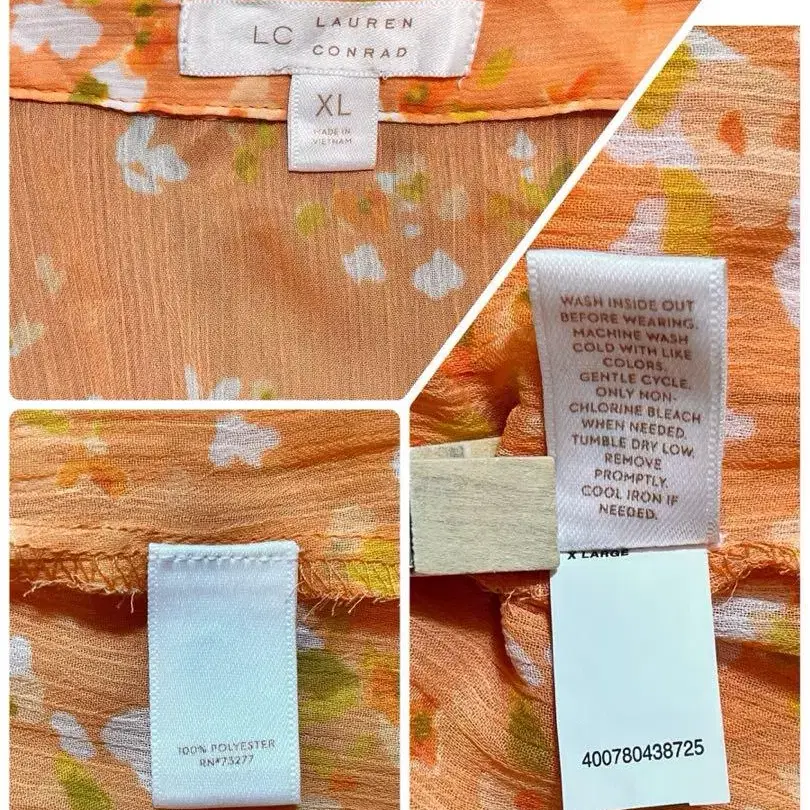 LC LAUREN
CONRAD
XL
MADE IN
VIETNAM
WASH INSIDE OUT
BEFORE WEARING.
MACHINE WASH
COLD WITH LIKE
COLORS.
GENTLE CYCLE.
ONLY NON-
CHLORINE BLEACH
WHEN NEEDED.
TUMBLE DRY LOW.
REMOVE
PROMPTLY.
COOL IRON IF
NEEDED.
X LARGE
400780438725
100% POLYESTER
RN#73277